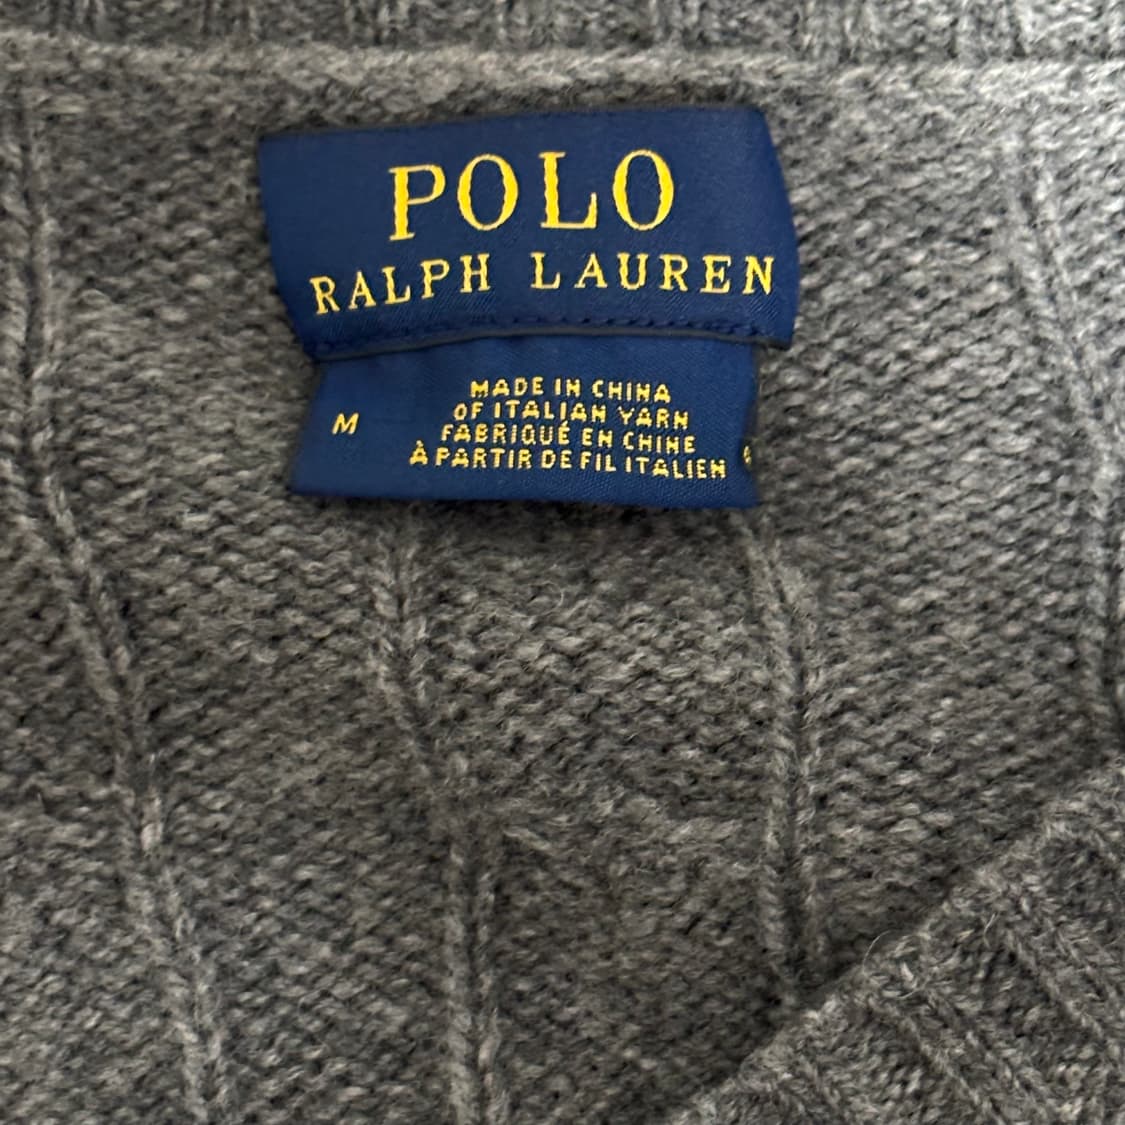 POLO
RALPH LAUREN
M
MADE IN CHINA
OF ITALIAN YARN
FABRIQUÉ EN CHINE
À PARTIR DE FIL ITALIEN